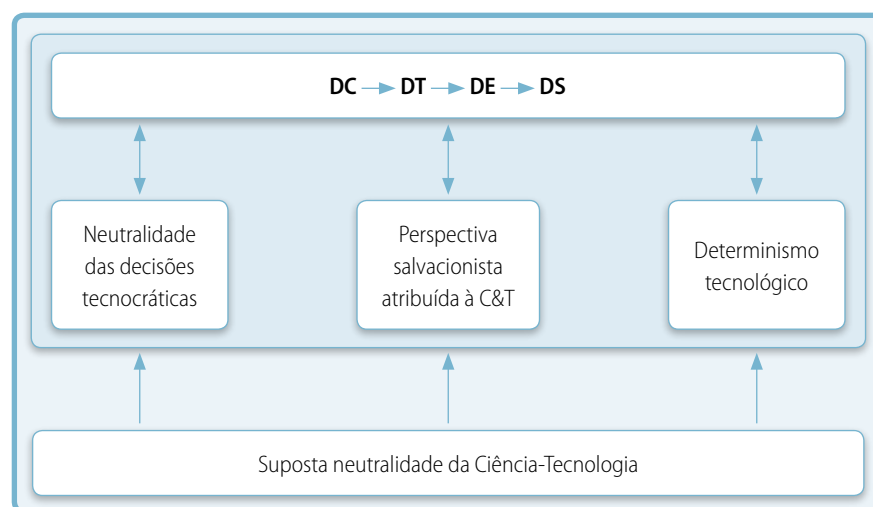 DC → DT → DE → DS
Neutralidade
das decisões
tecnocráticas
Perspectiva
salvacionista
atribuída à C&T
Determinismo
tecnológico
Suposta neutralidade da Ciência-Tecnologia